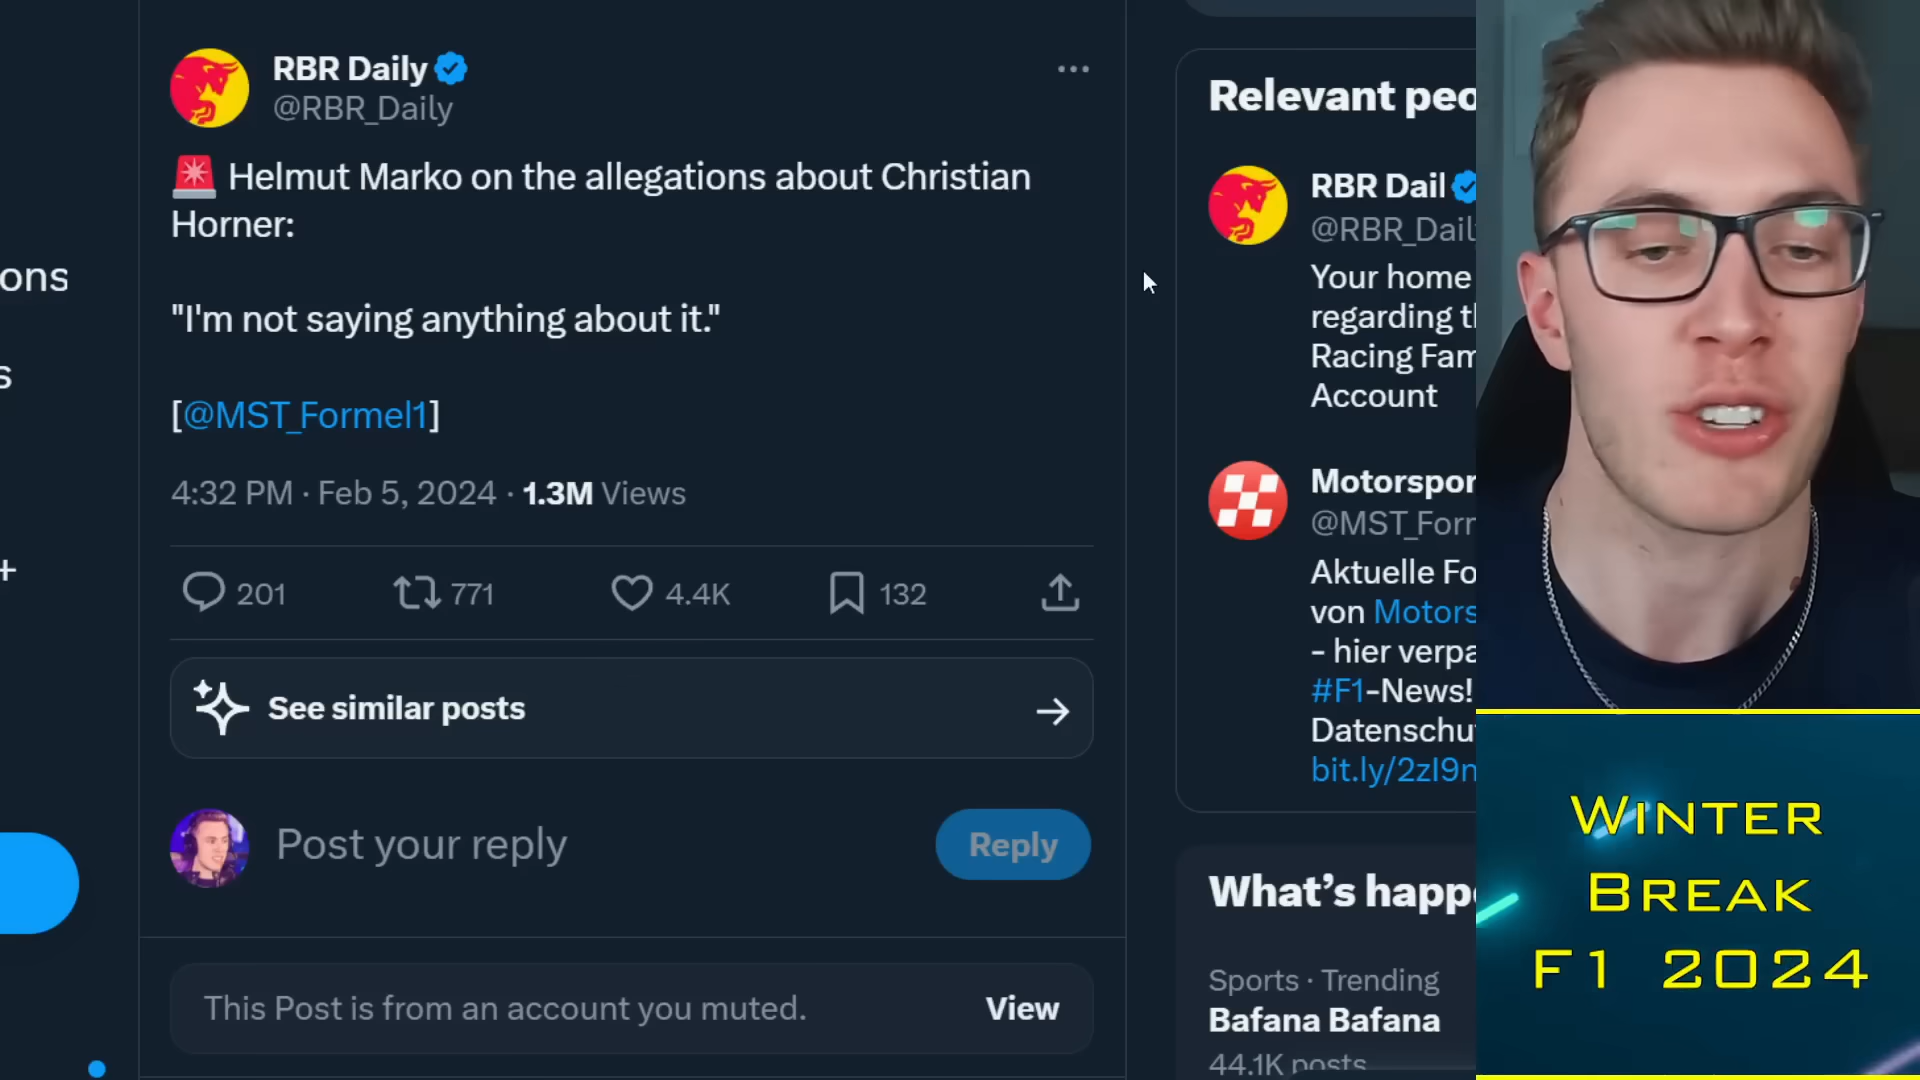 ons
s
+
RBR Daily
@RBR_Daily
🚨 Helmut Marko on the allegations about Christian
Horner:
"I'm not saying anything about it."
[@MST_Formel1]
4:32 PM · Feb 5, 2024 · 1.3M Views
201 771 4.4K 132
See similar posts
Post your reply
Reply
This Post is from an account you muted.
View
Relevant peo
RBR Dail
@RBR_Dail
Your home
regarding t
Racing Fam
Account
Motorspor
@MST_Form
Aktuelle Fo
von Motors
- hier verpa
#F1-News!
Datenschu
bit.ly/2zI9n
What's happe
Sports · Trending
Bafana Bafana
44.1K posts
WINTER
BREAK
F1 2024